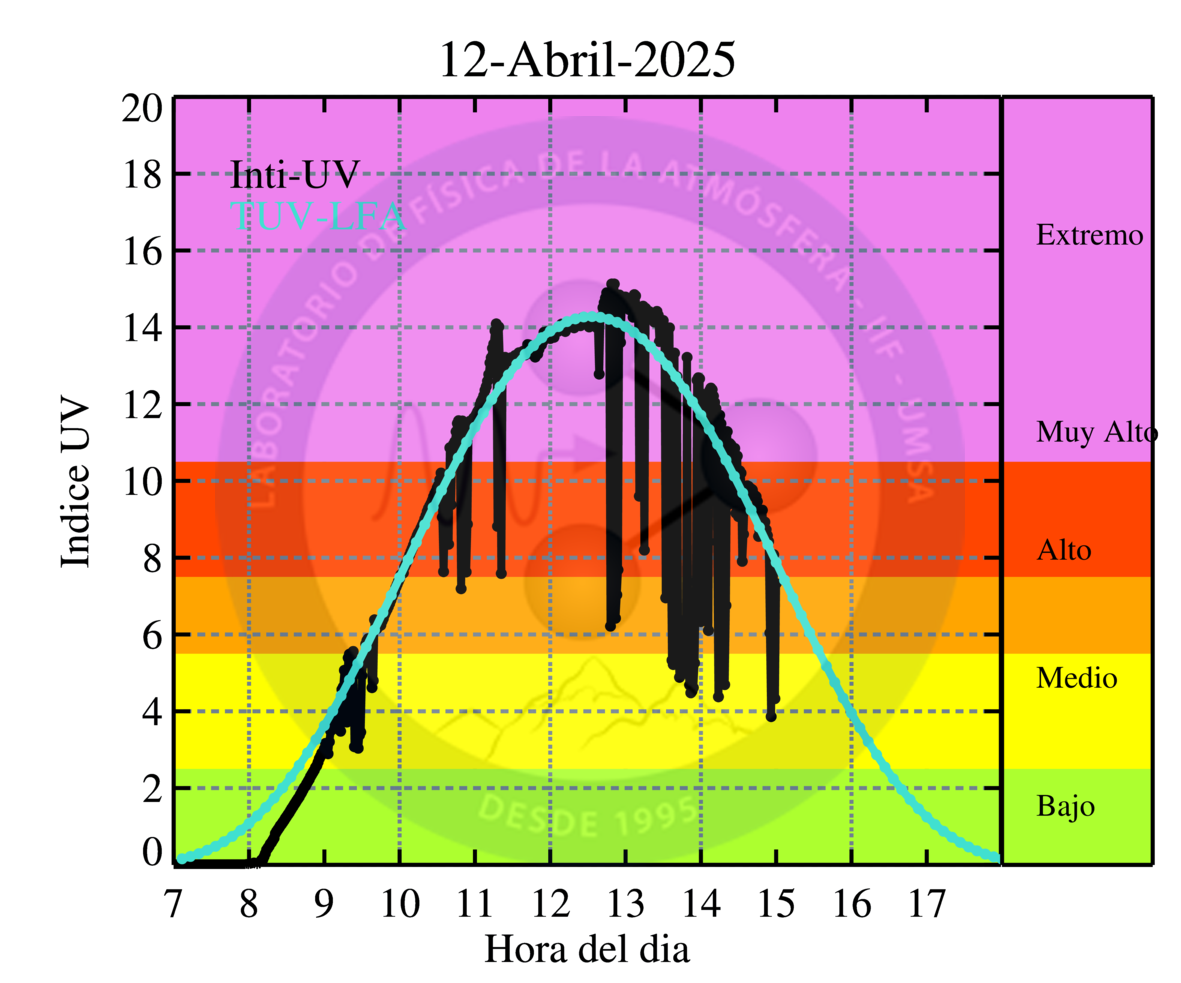 12-Abril-2025
20
18
16
14
12
10
8
6
4
2
0
Indice UV
Inti-UV
TUV-LFA
LABORATORIO DE FÍSICA DE LA ATMÓSFERA - IIF - UMSA
DESDE 1995
Extremo
Muy Alto
Alto
Medio
Bajo
7 8 9 10 11 12 13 14 15 16 17
Hora del dia